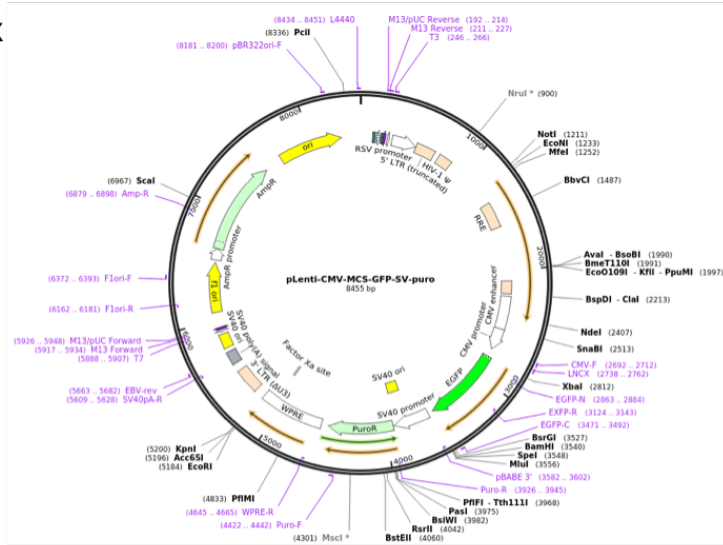 (8434 .. 8451) L4440
(8336) PciI
(8181 .. 8200) pBR322ori-F
M13/pUC Reverse (192 .. 214)
M13 Reverse (211 .. 227)
T3 (246 .. 266)
NruI * (900)
NotI (1211)
EcoNI (1233)
MfeI (1252)
BbvCI (1487)
AvaI - BsoBI (1990)
BmeT110I (1991)
EcoO109I - KflI - PpuMI (1997)
BspDI - ClaI (2213)
NdeI (2407)
SnaBI (2513)
CMV-F (2692 .. 2712)
LNCX (2738 .. 2762)
XbaI (2812)
EGFP-N (2863 .. 2884)
EXFP-R (3124 .. 3143)
EGFP-C (3471 .. 3492)
BsrGI (3527)
BamHI (3540)
SpeI (3548)
MluI (3556)
pBABE 3' (3582 .. 3602)
Puro-R (3926 .. 3945)
PflFI - Tth111I (3968)
PasI (3975)
BsiWI (3982)
RsrII (4042)
BstEII (4060)
(4301) MscI *
(4422 .. 4442) Puro-F
(4645 .. 4665) WPRE-R
(4833) PflMI
(5184) EcoRI
(5196) Acc65I
(5200) KpnI
(5609 .. 5628) SV40pA-R
(5663 .. 5682) EBV-rev
(5888 .. 5907) T7
(5917 .. 5934) M13 Forward
(5926 .. 5948) M13/pUC Forward
(6162 .. 6181) F1ori-R
(6372 .. 6393) F1ori-F
(6879 .. 6898) Amp-R
(6967) ScaI
1000
2000
3000
4000
5000
6000
7000
8000
ori
RSV promoter
5' LTR (truncated)
HIV-1 Ψ
RRE
CMV enhancer
CMV promoter
EGFP
SV40 ori
SV40 promoter
PuroR
WPRE
Factor Xa site
3' LTR (ΔU3)
SV40 poly(A) signal
SV40 ori
f1 ori
AmpR promoter
AmpR
pLenti-CMV-MCS-GFP-SV-puro
8455 bp